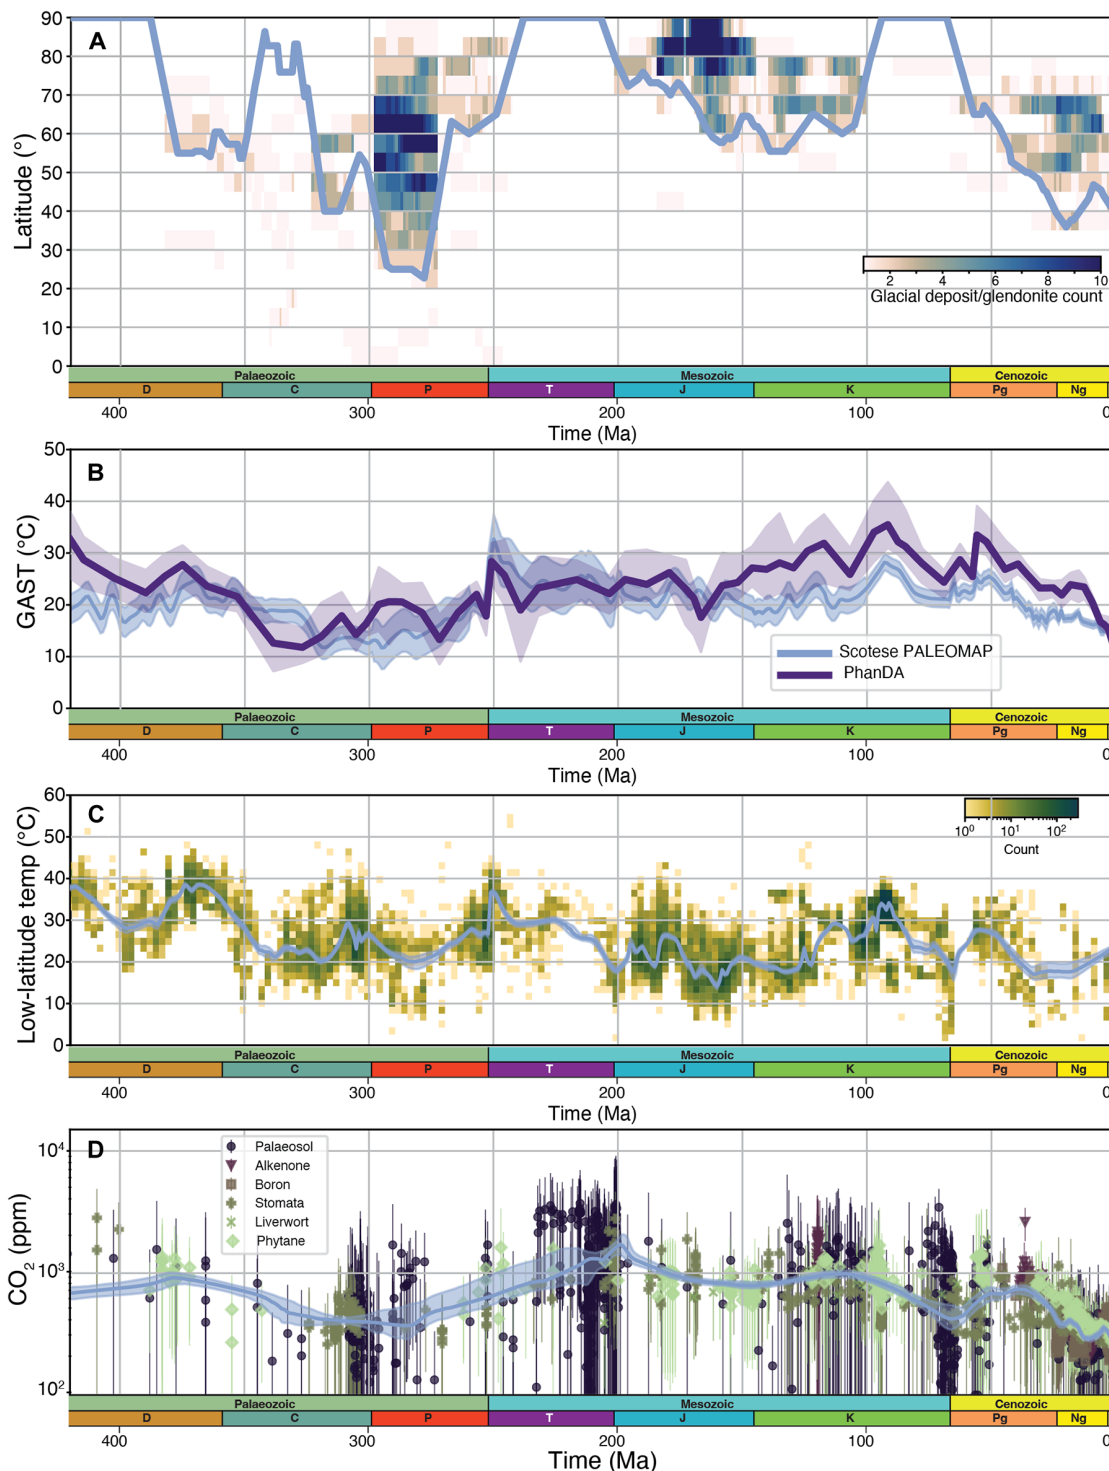 A
90
80
70
60
50
40
30
20
10
0
Latitude (°)
2 4 6 8 10
Glacial deposit/glendonite count
Palaeozoic Mesozoic Cenozoic
D C P T J K Pg Ng
400 300 200 100 0
Time (Ma)
B
50
40
30
20
10
0
GAST (°C)
Scotese PALEOMAP
PhanDA
Palaeozoic Mesozoic Cenozoic
D C P T J K Pg Ng
400 300 200 100 0
Time (Ma)
C
60
50
40
30
20
10
0
Low-latitude temp (°C)
10⁰ 10¹ 10²
Count
Palaeozoic Mesozoic Cenozoic
D C P T J K Pg Ng
400 300 200 100 0
Time (Ma)
D
10⁴
10³
10²
CO₂ (ppm)
Palaeosol
Alkenone
Boron
Stomata
Liverwort
Phytane
Palaeozoic Mesozoic Cenozoic
D C P T J K Pg Ng
400 300 200 100 0
Time (Ma)